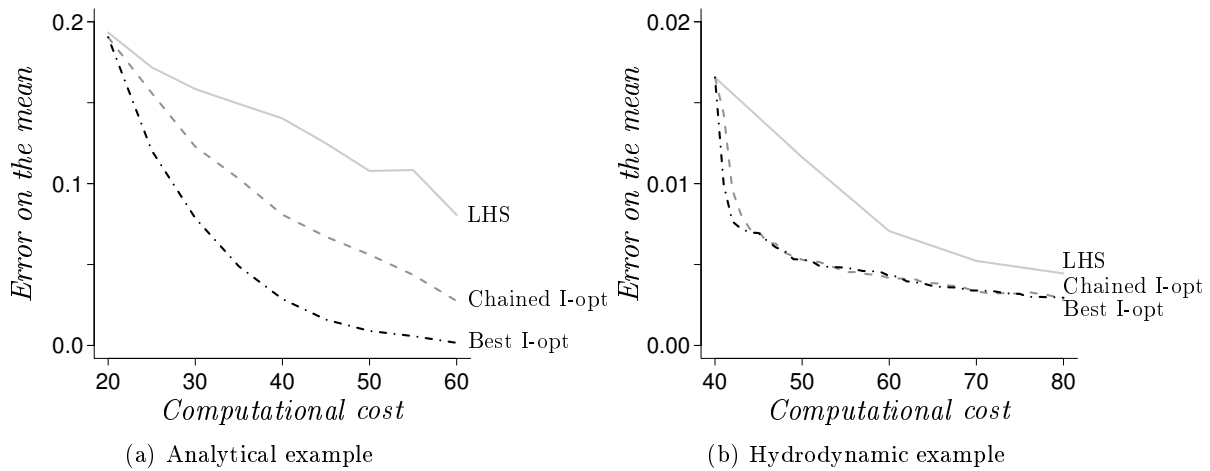 0.2
0.1
0.0
Error on the mean
20 30 40 50 60
Computational cost
LHS
Chained I-opt
Best I-opt
(a) Analytical example
0.02
0.01
0.00
Error on the mean
40 50 60 70 80
Computational cost
LHS
Chained I-opt
Best I-opt
(b) Hydrodynamic example